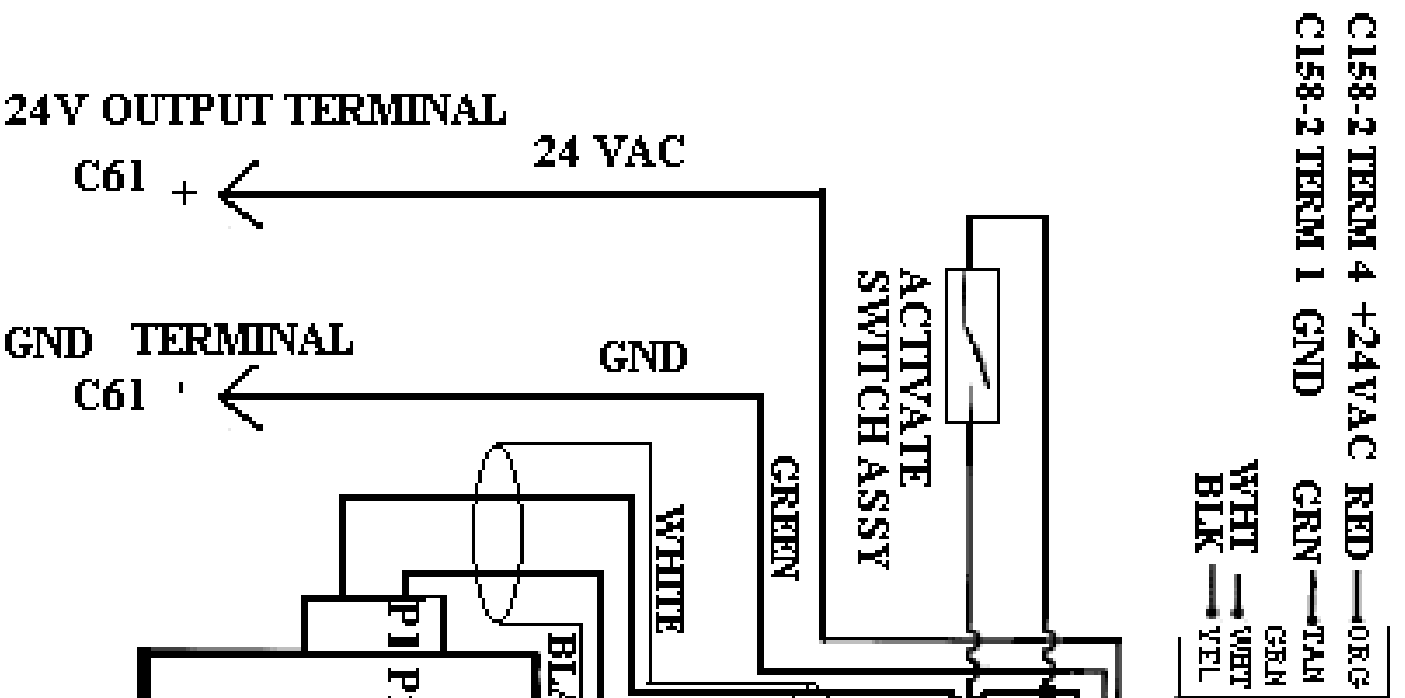 24V OUTPUT TERMINAL
C61 +
24 VAC
GND TERMINAL
C61 '
GND
GREEN
WHITE
P1
ACTIVATE
SWITCH ASSY
C158-2 TERM 4 +24VAC RED
C158-2 TERM 1 GND GRN
WHT
BLK
ORG
TAN
GRN
WHT
YEL